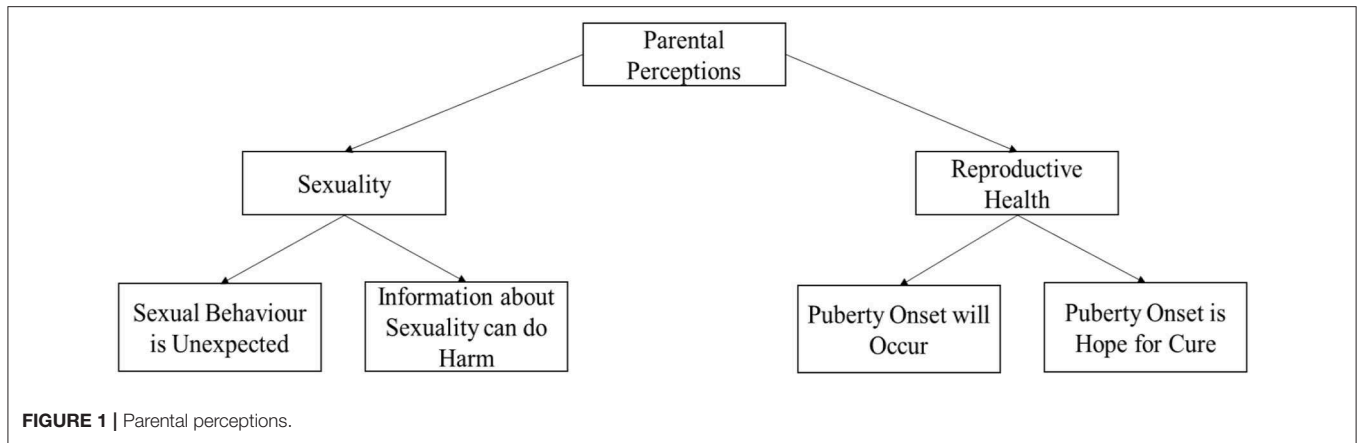 Parental
Perceptions
Sexuality
Reproductive
Health
Sexual Behaviour
is Unexpected
Information about
Sexuality can do
Harm
Puberty Onset will
Occur
Puberty Onset is
Hope for Cure
FIGURE 1 | Parental perceptions.